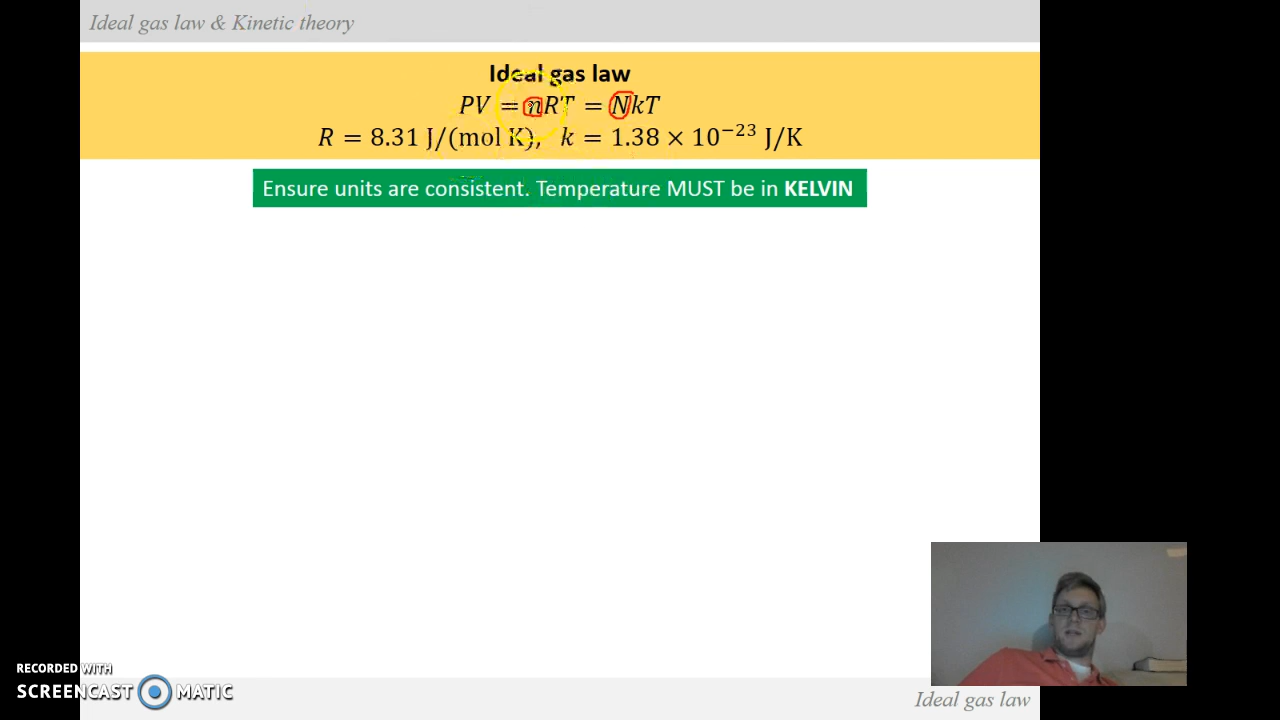 Ideal gas law & Kinetic theory
Ideal gas law
PV = nRT = NkT
R = 8.31 J/(mol K), k = 1.38 × 10⁻²³ J/K
Ensure units are consistent. Temperature MUST be in KELVIN
RECORDED WITH
SCREENCAST MATIC
Ideal gas law